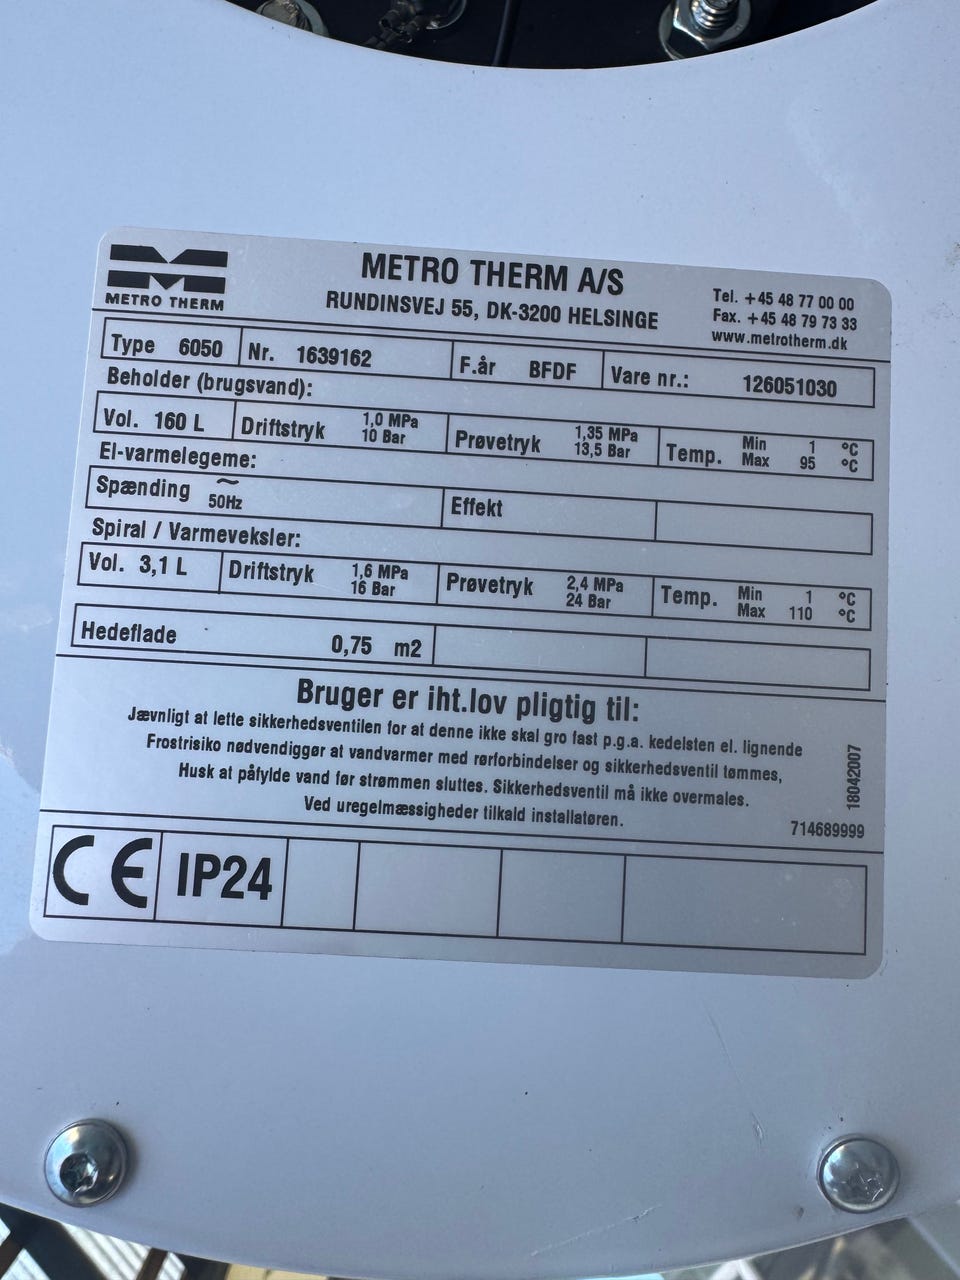 METRO THERM
METRO THERM A/S
RUNDINSVEJ 55, DK-3200 HELSINGE
Tel. +45 48 77 00 00
Fax. +45 48 79 73 33
www.metrotherm.dk
Type 6050 Nr. 1639162 F.år BFDF Vare nr.: 126051030
Beholder (brugsvand):
Vol. 160 L Driftstryk 1,0 MPa 10 Bar Prøvetryk 1,35 MPa 13,5 Bar Temp. Min 1 °C Max 95 °C
El-varmelegeme:
Spænding ~ 50Hz Effekt
Spiral / Varmeveksler:
Vol. 3,1 L Driftstryk 1,6 MPa 16 Bar Prøvetryk 2,4 MPa 24 Bar Temp. Min 1 °C Max 110 °C
Hedeflade 0,75 m2
Bruger er iht.lov pligtig til:
Jævnligt at lette sikkerhedsventilen for at denne ikke skal gro fast p.g.a. kedelsten el. lignende
Frostrisiko nødvendiggør at vandvarmer med rørforbindelser og sikkerhedsventil tømmes,
Husk at påfylde vand før strømmen sluttes. Sikkerhedsventil må ikke overmales.
Ved uregelmæssigheder tilkald installatøren.
18042007
714689999
CE IP24